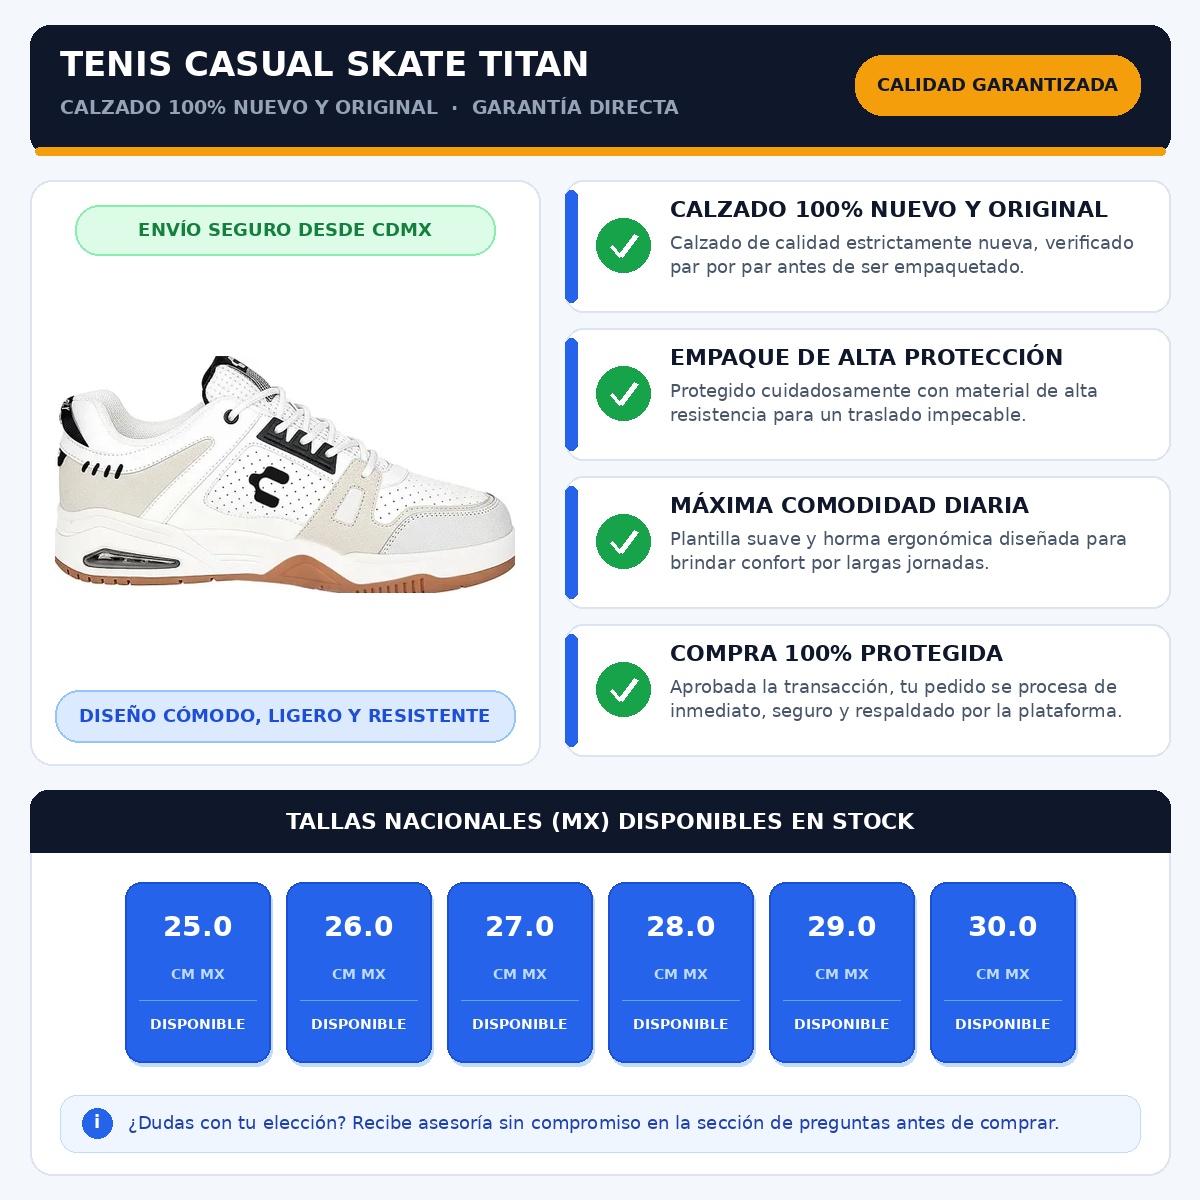 TENIS CASUAL SKATE TITAN
CALZADO 100% NUEVO Y ORIGINAL · GARANTÍA DIRECTA
CALIDAD GARANTIZADA
ENVÍO SEGURO DESDE CDMX
DISEÑO CÓMODO, LIGERO Y RESISTENTE
CALZADO 100% NUEVO Y ORIGINAL
Calzado de calidad estrictamente nueva, verificado
par por par antes de ser empaquetado.
EMPAQUE DE ALTA PROTECCIÓN
Protegido cuidadosamente con material de alta
resistencia para un traslado impecable.
MÁXIMA COMODIDAD DIARIA
Plantilla suave y horma ergonómica diseñada para
brindar confort por largas jornadas.
COMPRA 100% PROTEGIDA
Aprobada la transacción, tu pedido se procesa de
inmediato, seguro y respaldado por la plataforma.
TALLAS NACIONALES (MX) DISPONIBLES EN STOCK
25.0 26.0 27.0 28.0 29.0 30.0
CM MX CM MX CM MX CM MX CM MX CM MX
DISPONIBLE DISPONIBLE DISPONIBLE DISPONIBLE DISPONIBLE DISPONIBLE
i ¿Dudas con tu elección? Recibe asesoría sin compromiso en la sección de preguntas antes de comprar.